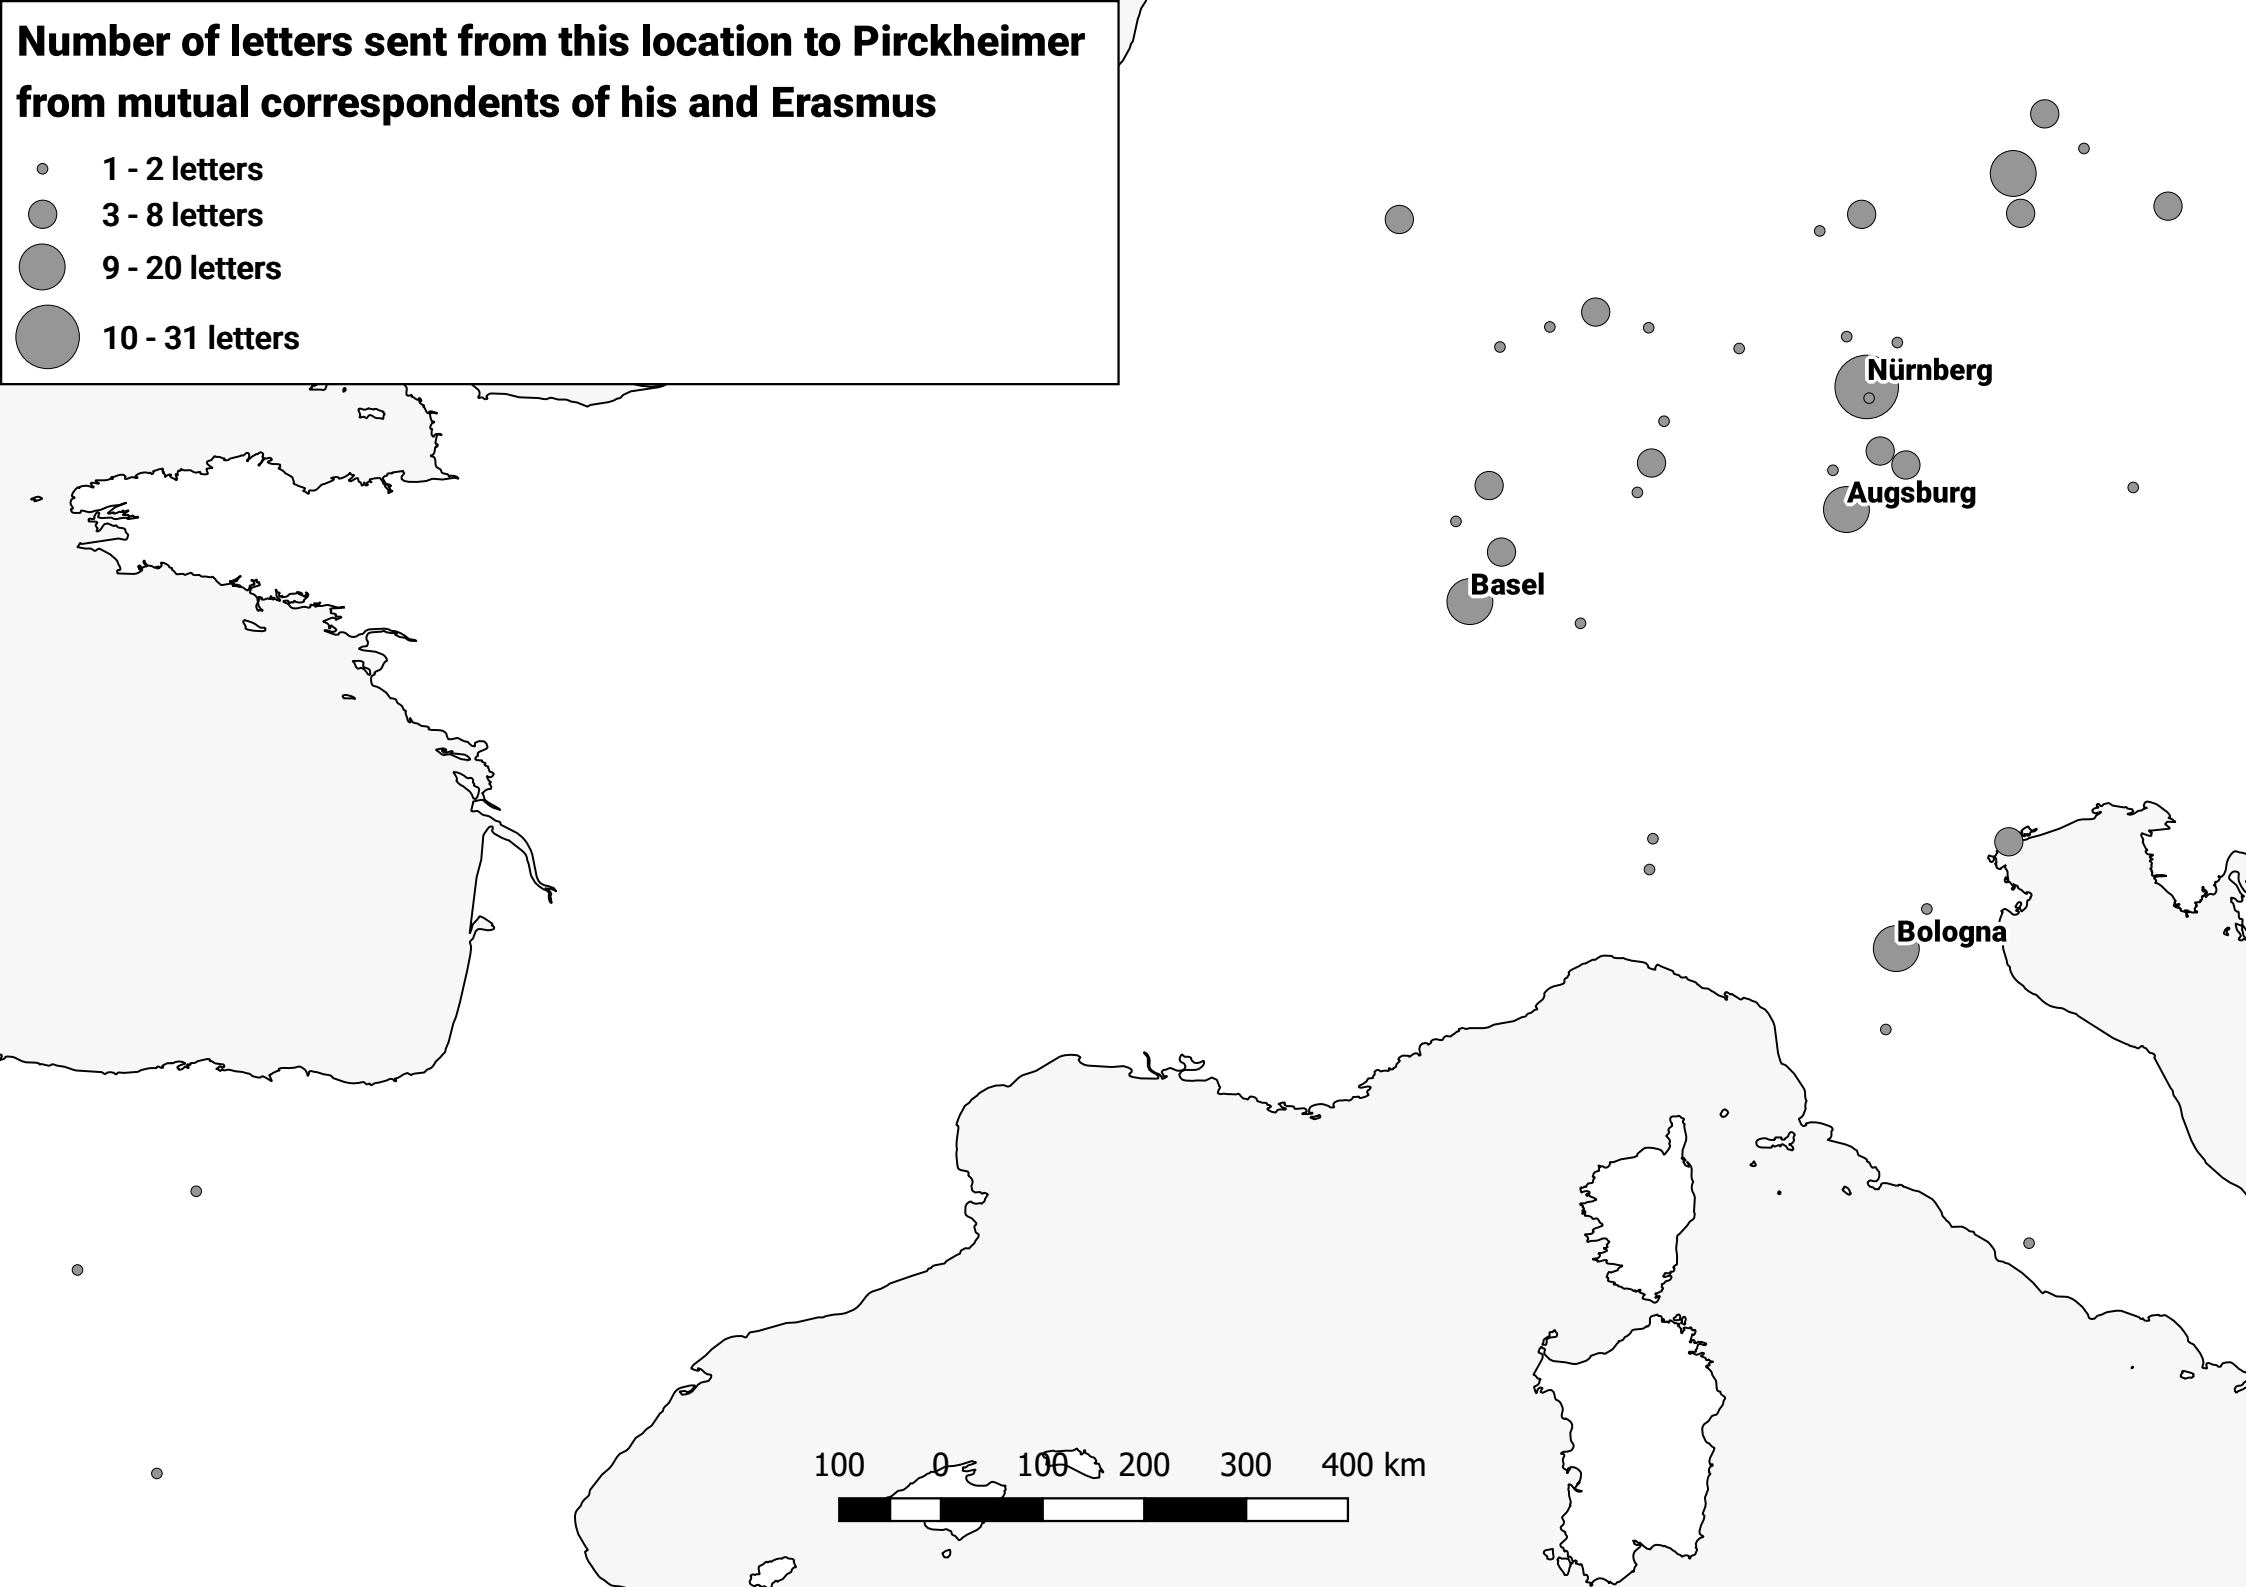 Number of letters sent from this location to Pirckheimer
from mutual correspondents of his and Erasmus
1 - 2 letters
3 - 8 letters
9 - 20 letters
10 - 31 letters
Nürnberg
Augsburg
Basel
Bologna
100 0 100 200 300 400 km